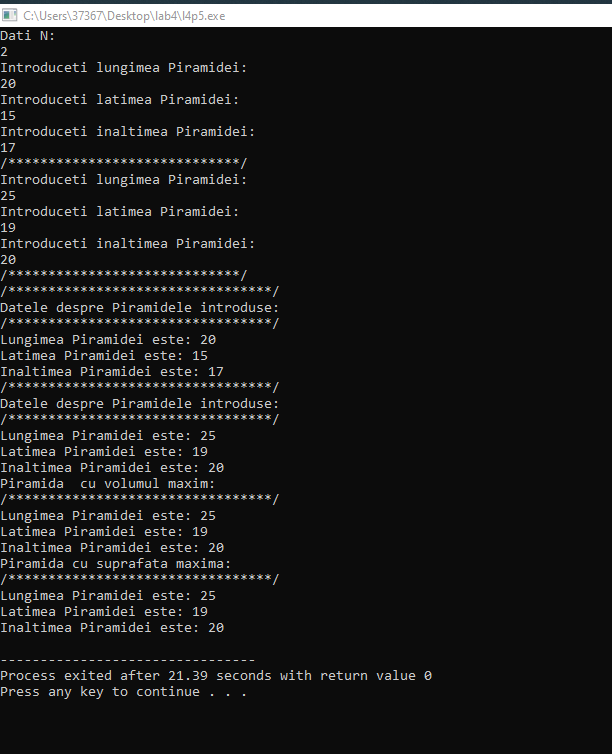 C:\Users\37367\Desktop\lab4\l4p5.exe
Dati N:
2
Introduceti lungimea Piramidei:
20
Introduceti latimea Piramidei:
15
Introduceti inaltimea Piramidei:
17
/*****************************/
Introduceti lungimea Piramidei:
25
Introduceti latimea Piramidei:
19
Introduceti inaltimea Piramidei:
20
/*****************************/
/*********************************/
Datele despre Piramidele introduse:
/*********************************/
Lungimea Piramidei este: 20
Latimea Piramidei este: 15
Inaltimea Piramidei este: 17
/*********************************/
Datele despre Piramidele introduse:
/*********************************/
Lungimea Piramidei este: 25
Latimea Piramidei este: 19
Inaltimea Piramidei este: 20
Piramida  cu volumul maxim:
/*********************************/
Lungimea Piramidei este: 25
Latimea Piramidei este: 19
Inaltimea Piramidei este: 20
Piramida cu suprafata maxima:
/*********************************/
Lungimea Piramidei este: 25
Latimea Piramidei este: 19
Inaltimea Piramidei este: 20
--------------------------------
Process exited after 21.39 seconds with return value 0
Press any key to continue . . .